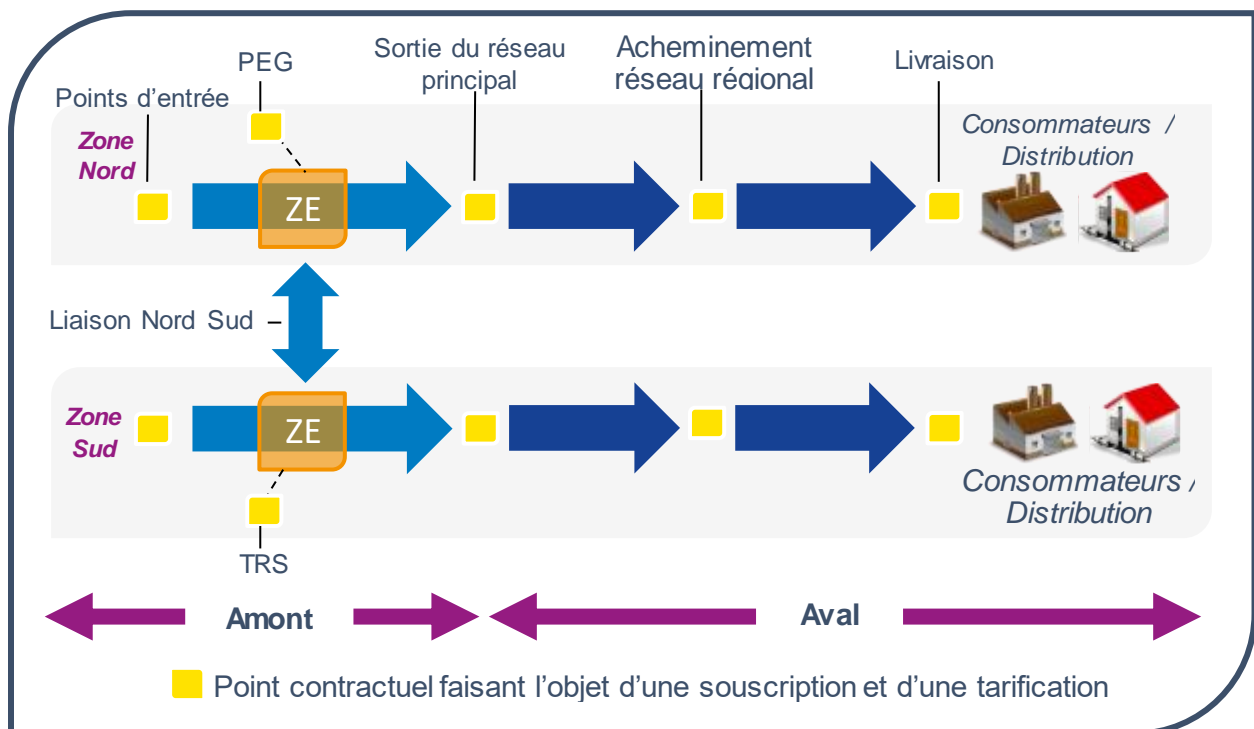 PEG
Sortie du réseau
principal
Acheminement
réseau régional
Livraison
Points d'entrée
Zone
Nord
ZE
Consommateurs /
Distribution
Liaison Nord Sud
Zone
Sud
ZE
Consommateurs /
Distribution
TRS
Amont
Aval
Point contractuel faisant l'objet d'une souscription et d'une tarification